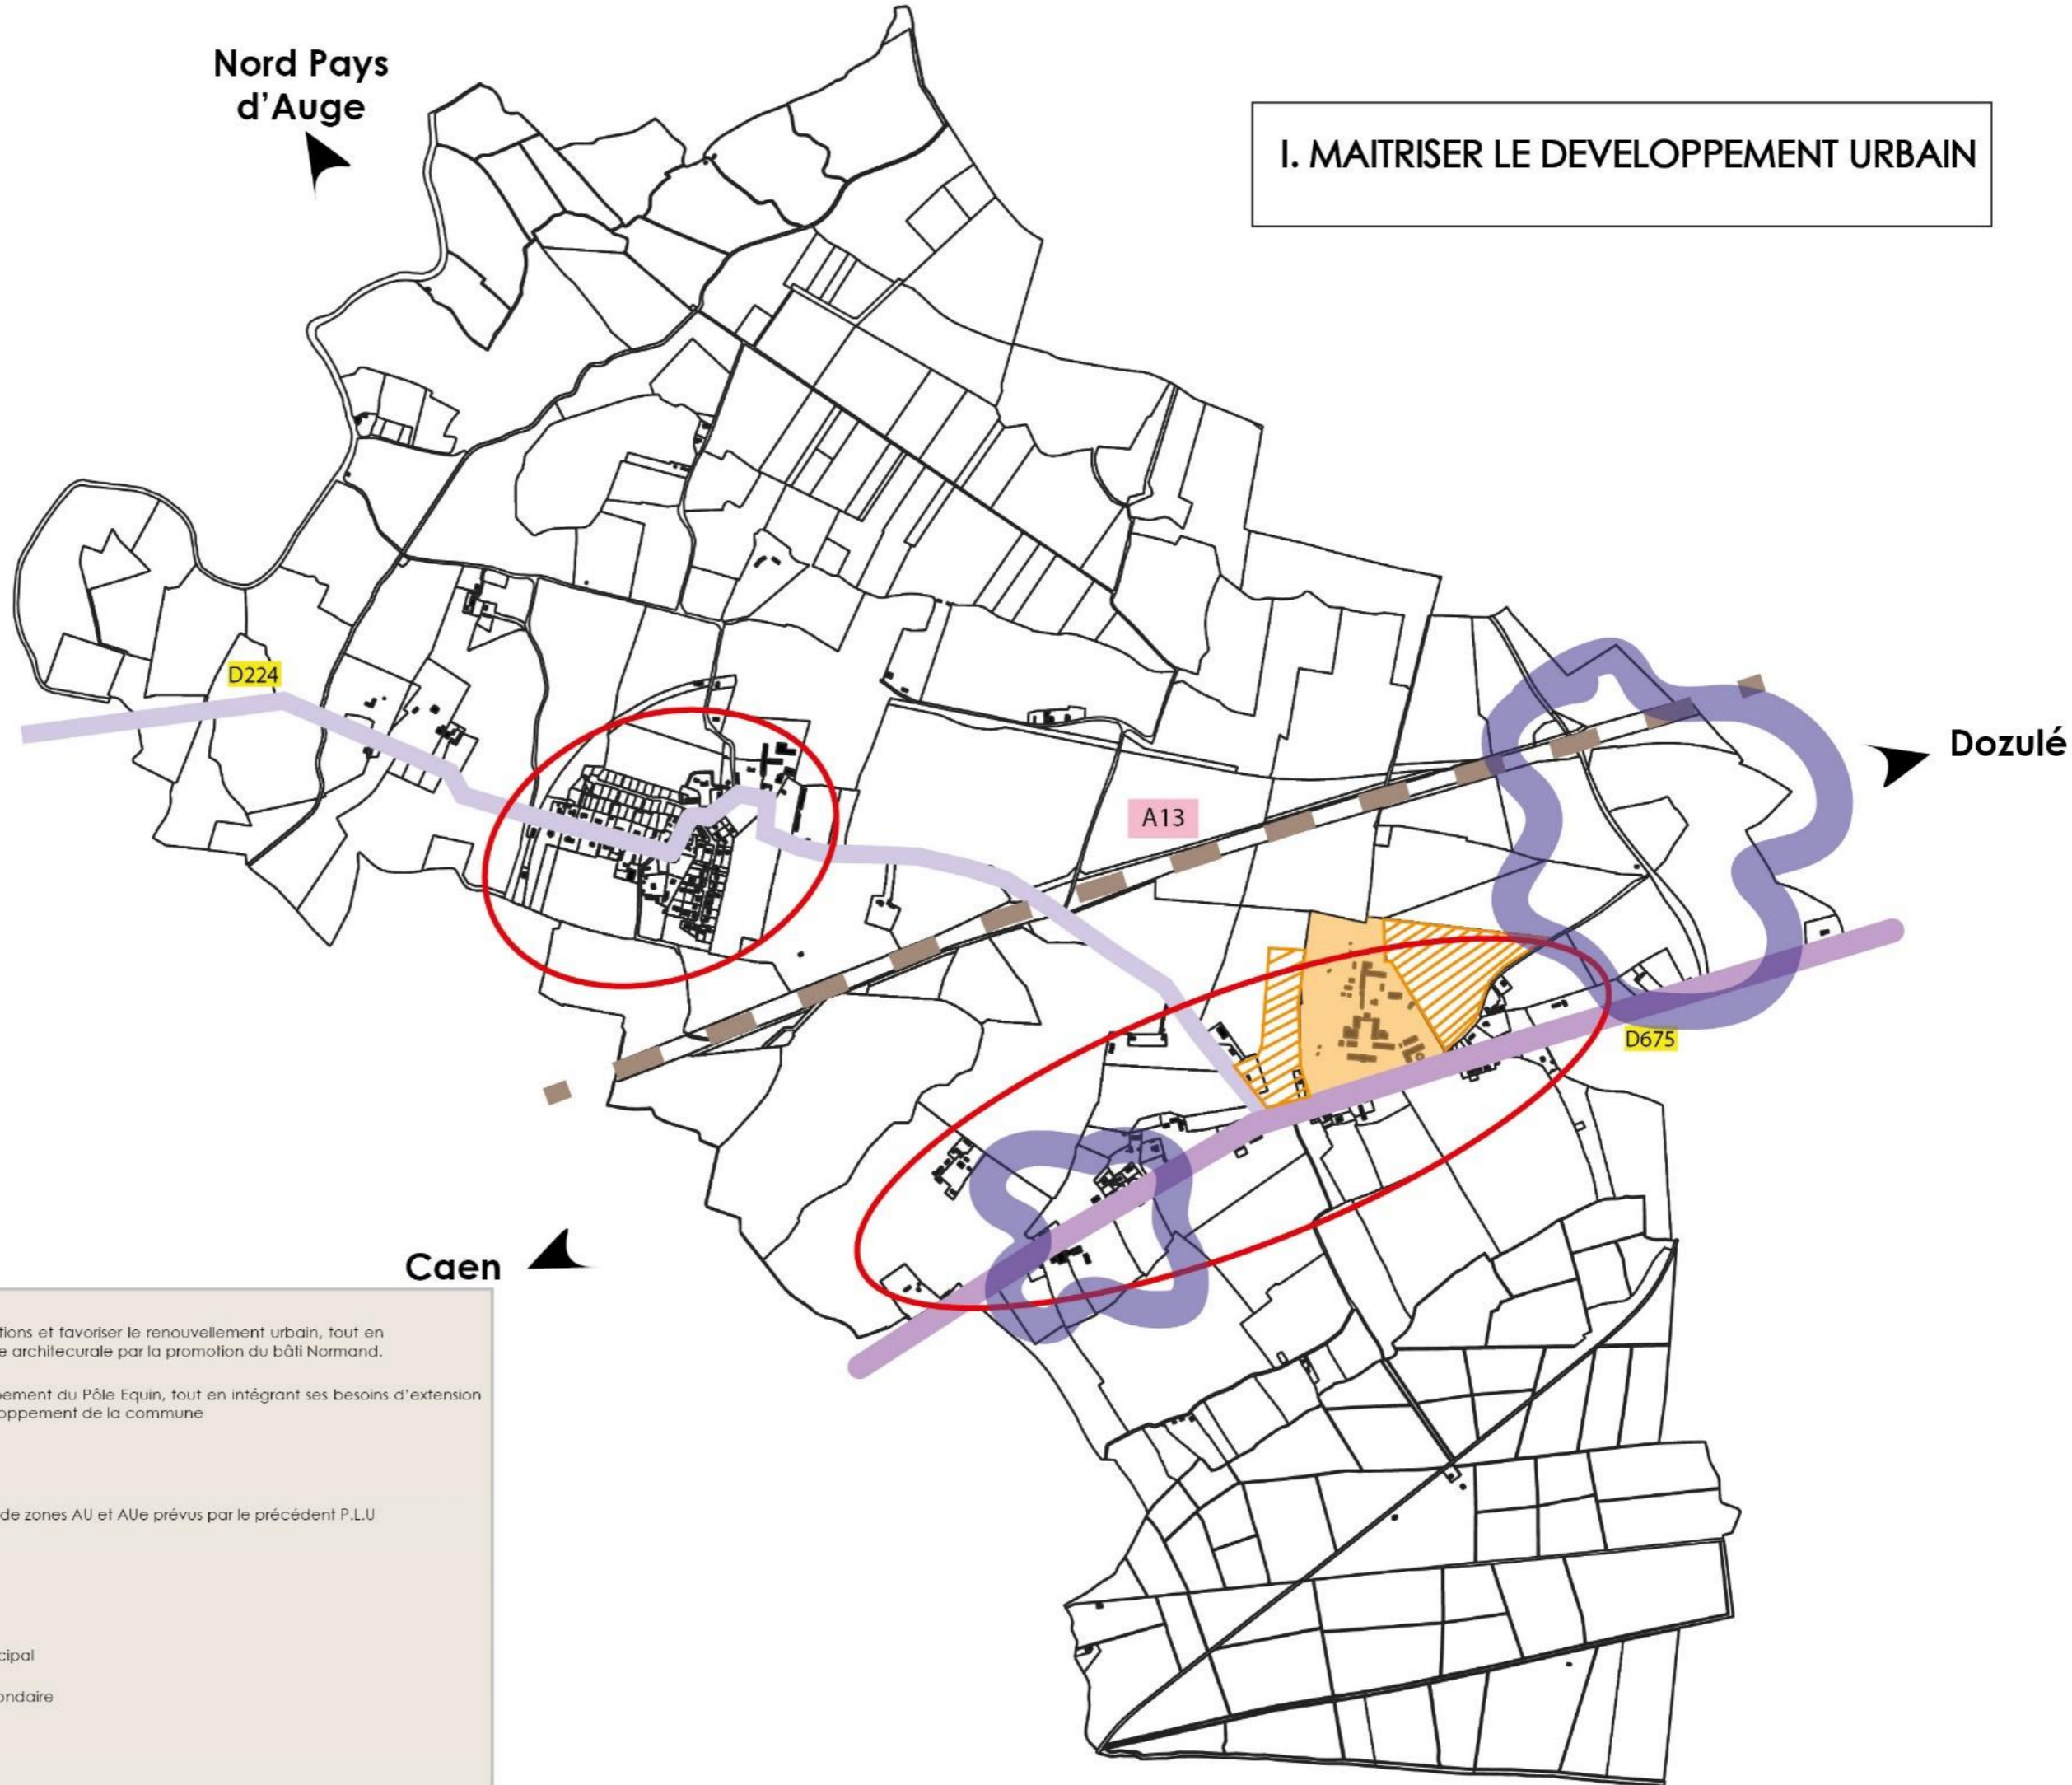 Nord Pays
d'Auge
I. MAITRISER LE DEVELOPPEMENT URBAIN
D224
Dozulé
A13
D675
Caen
tions et favoriser le renouvellement urbain, tout en
e architecurale par la promotion du bâti Normand.
pement du Pôle Equin, tout en intégrant ses besoins d'extension
oppement de la commune
de zones AU et AUe prévus par le précédent P.L.U
cipal
ondaire